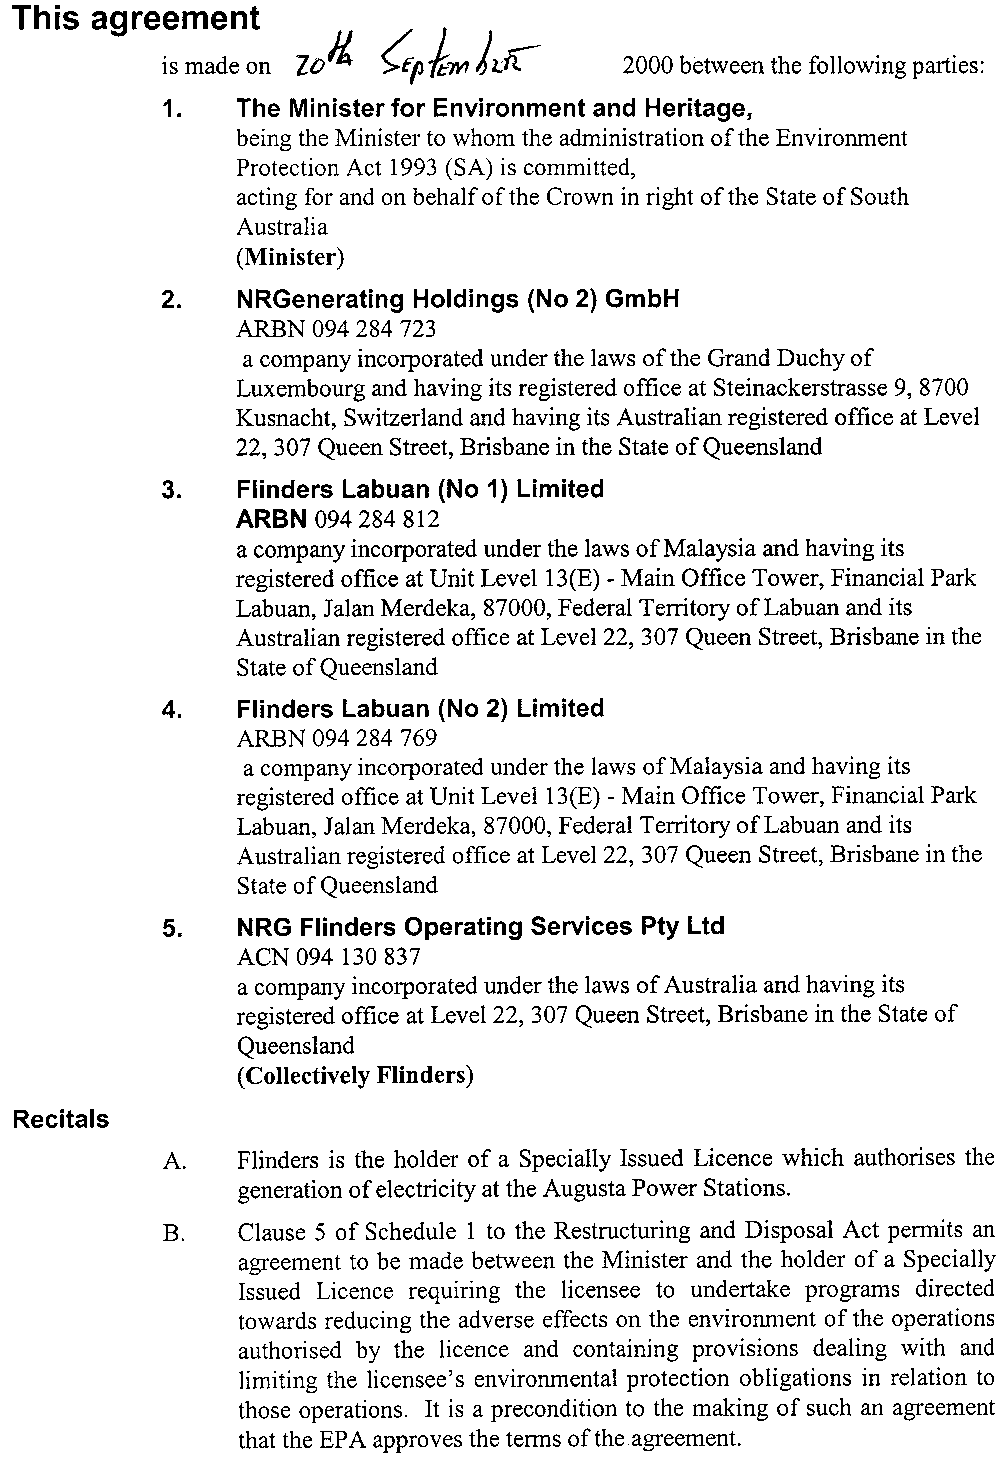 This agreement
is made on 20th September 2000 between the following parties:
1. The Minister for Environment and Heritage,
being the Minister to whom the administration of the Environment
Protection Act 1993 (SA) is committed,
acting for and on behalf of the Crown in right of the State of South
Australia
(Minister)
2. NRGenerating Holdings (No 2) GmbH
ARBN 094 284 723
a company incorporated under the laws of the Grand Duchy of
Luxembourg and having its registered office at Steinackerstrasse 9, 8700
Kusnacht, Switzerland and having its Australian registered office at Level
22, 307 Queen Street, Brisbane in the State of Queensland
3. Flinders Labuan (No 1) Limited
ARBN 094 284 812
a company incorporated under the laws of Malaysia and having its
registered office at Unit Level 13(E) - Main Office Tower, Financial Park
Labuan, Jalan Merdeka, 87000, Federal Territory of Labuan and its
Australian registered office at Level 22, 307 Queen Street, Brisbane in the
State of Queensland
4. Flinders Labuan (No 2) Limited
ARBN 094 284 769
a company incorporated under the laws of Malaysia and having its
registered office at Unit Level 13(E) - Main Office Tower, Financial Park
Labuan, Jalan Merdeka, 87000, Federal Territory of Labuan and its
Australian registered office at Level 22, 307 Queen Street, Brisbane in the
State of Queensland
5. NRG Flinders Operating Services Pty Ltd
ACN 094 130 837
a company incorporated under the laws of Australia and having its
registered office at Level 22, 307 Queen Street, Brisbane in the State of
Queensland
(Collectively Flinders)
Recitals
A. Flinders is the holder of a Specially Issued Licence which authorises the
generation of electricity at the Augusta Power Stations.
B. Clause 5 of Schedule 1 to the Restructuring and Disposal Act permits an
agreement to be made between the Minister and the holder of a Specially
Issued Licence requiring the licensee to undertake programs directed
towards reducing the adverse effects on the environment of the operations
authorised by the licence and containing provisions dealing with and
limiting the licensee's environmental protection obligations in relation to
those operations. It is a precondition to the making of such an agreement
that the EPA approves the terms of the agreement.